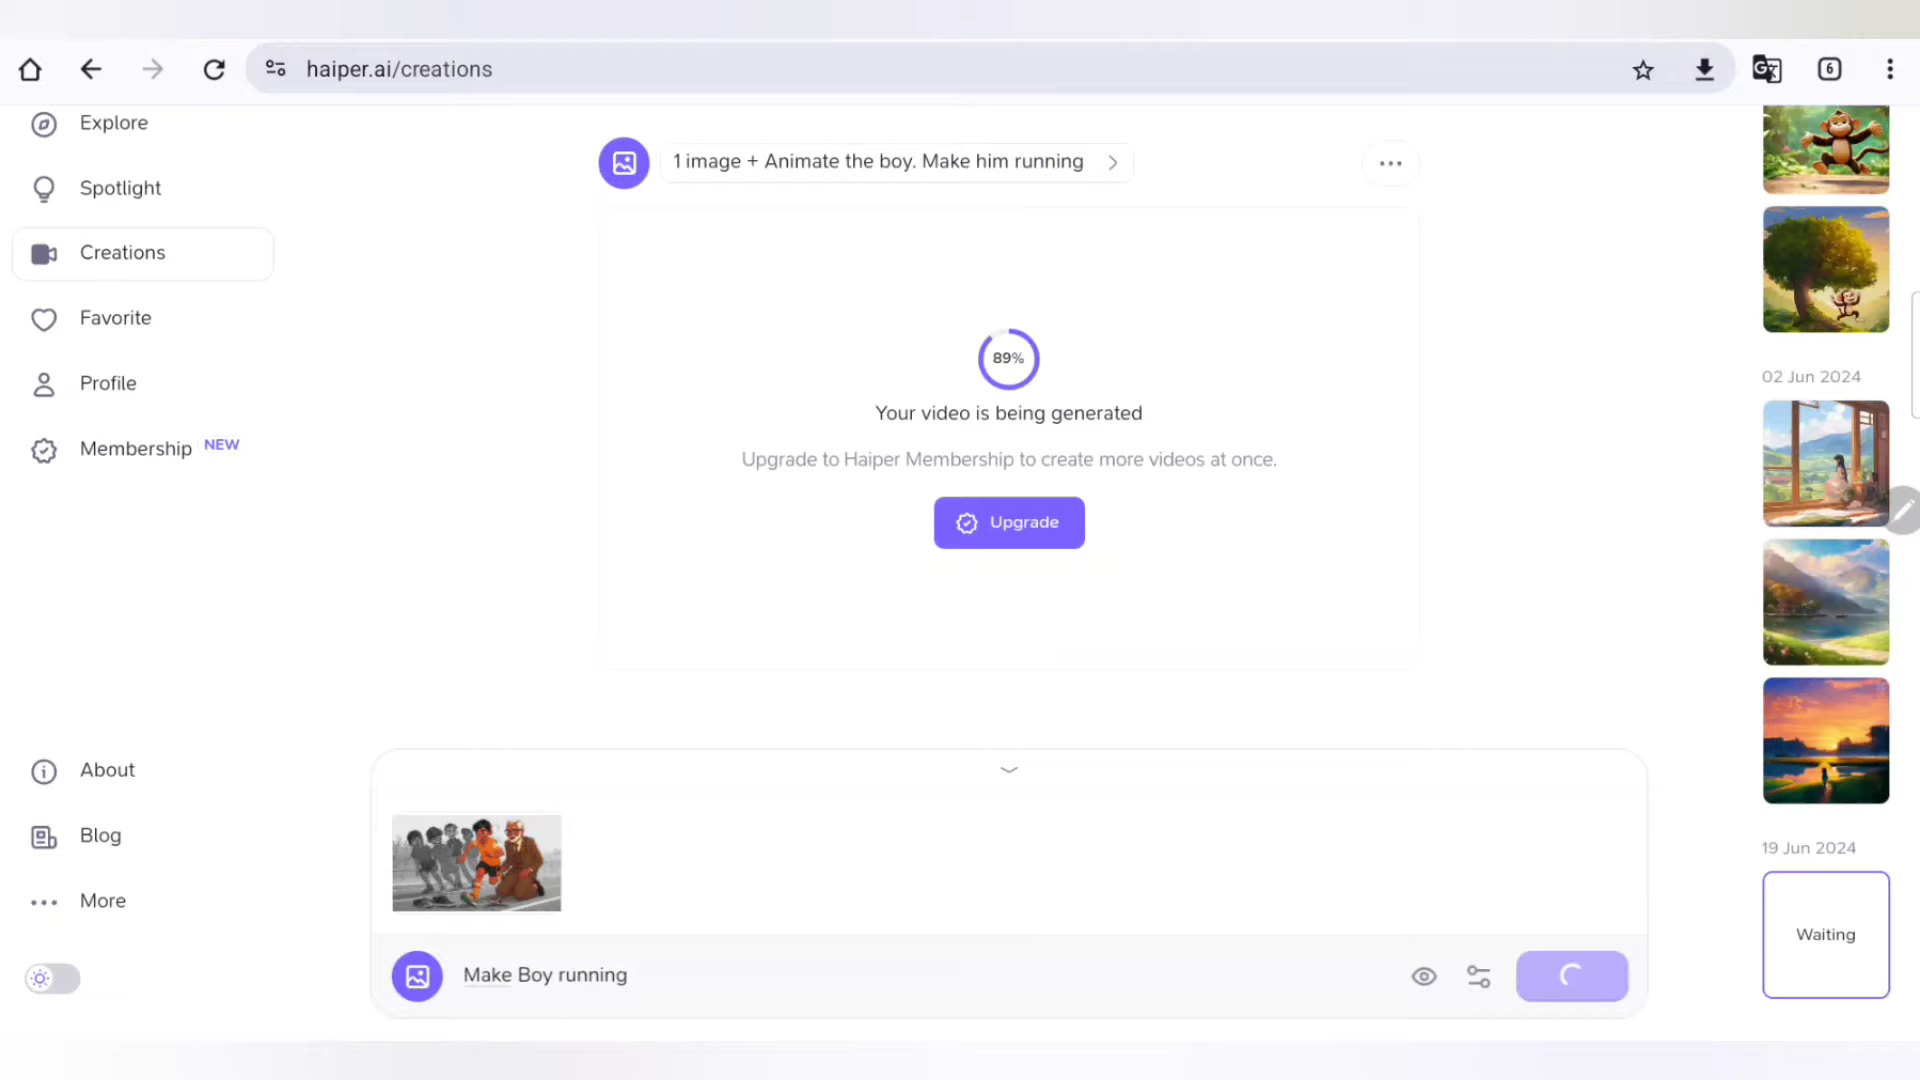 haiper.ai/creations
6
Explore
Spotlight
Creations
Favorite
Profile
Membership NEW
About
Blog
More
1 image + Animate the boy. Make him running
89%
Your video is being generated
Upgrade to Haiper Membership to create more videos at once.
Upgrade
Make Boy running
02 Jun 2024
19 Jun 2024
Waiting